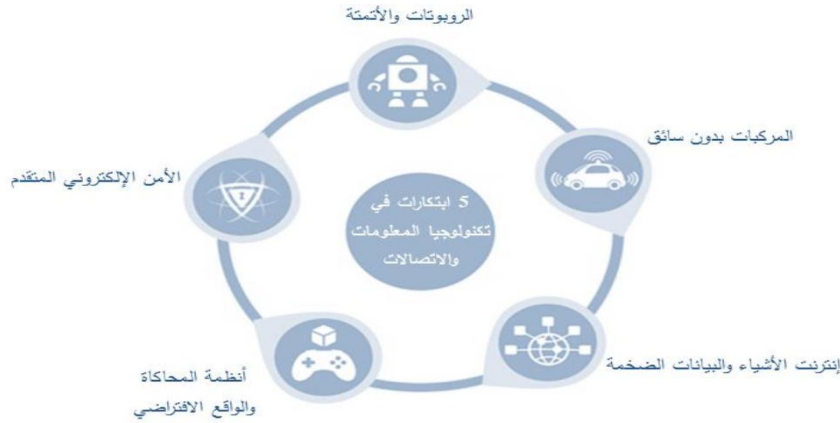 الروبوتات والأتمتة
المركبات بدون سائق
الأمن الإلكتروني المتقدم
5 ابتكارات في
تكنولوجيا المعلومات
والاتصالات
إنترنت الأشياء والبيانات الضخمة
أنظمة المحاكاة
والواقع الافتراضي